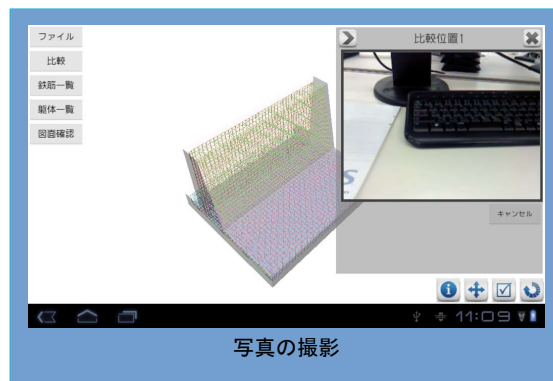 ファイル
比較
鉄筋一覧
躯体一覧
図面確認
比較位置1
キャンセル
11:09
写真の撮影